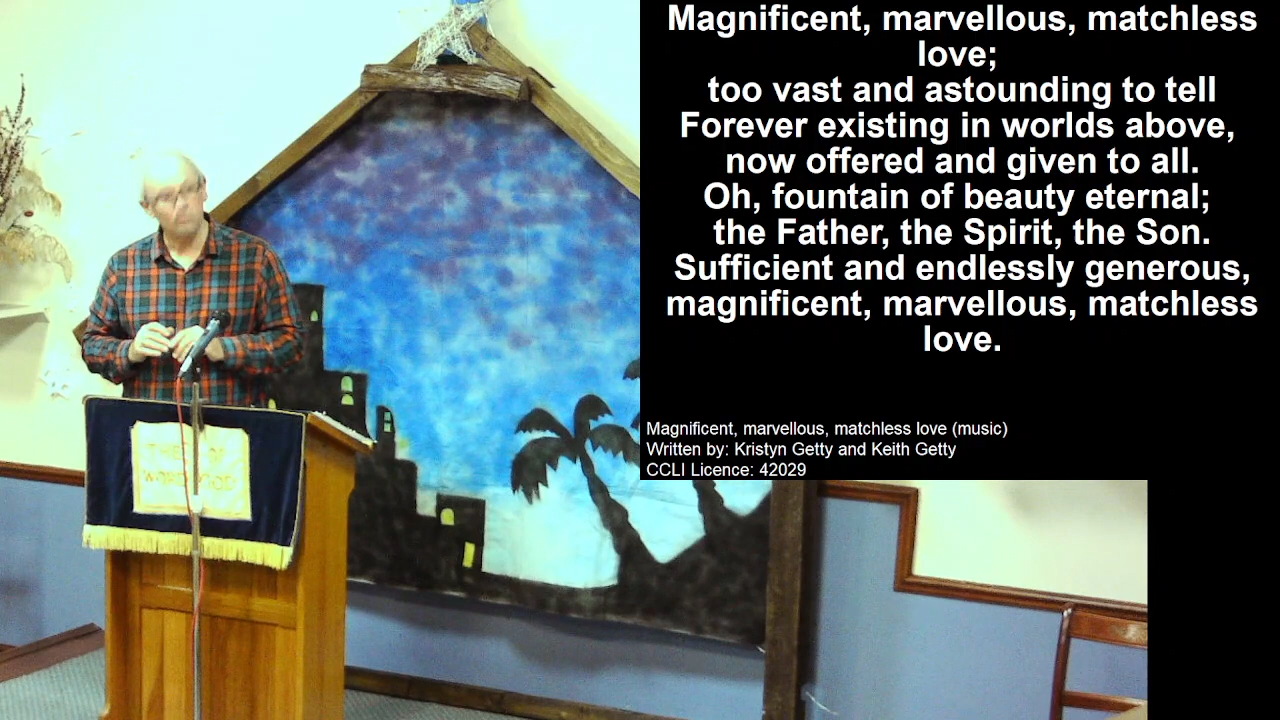 Magnificent, marvellous, matchless
love;
too vast and astounding to tell
Forever existing in worlds above,
now offered and given to all.
Oh, fountain of beauty eternal;
the Father, the Spirit, the Son.
Sufficient and endlessly generous,
magnificent, marvellous, matchless
love.
Magnificent, marvellous, matchless love (music)
Written by: Kristyn Getty and Keith Getty
CCLI Licence: 42029